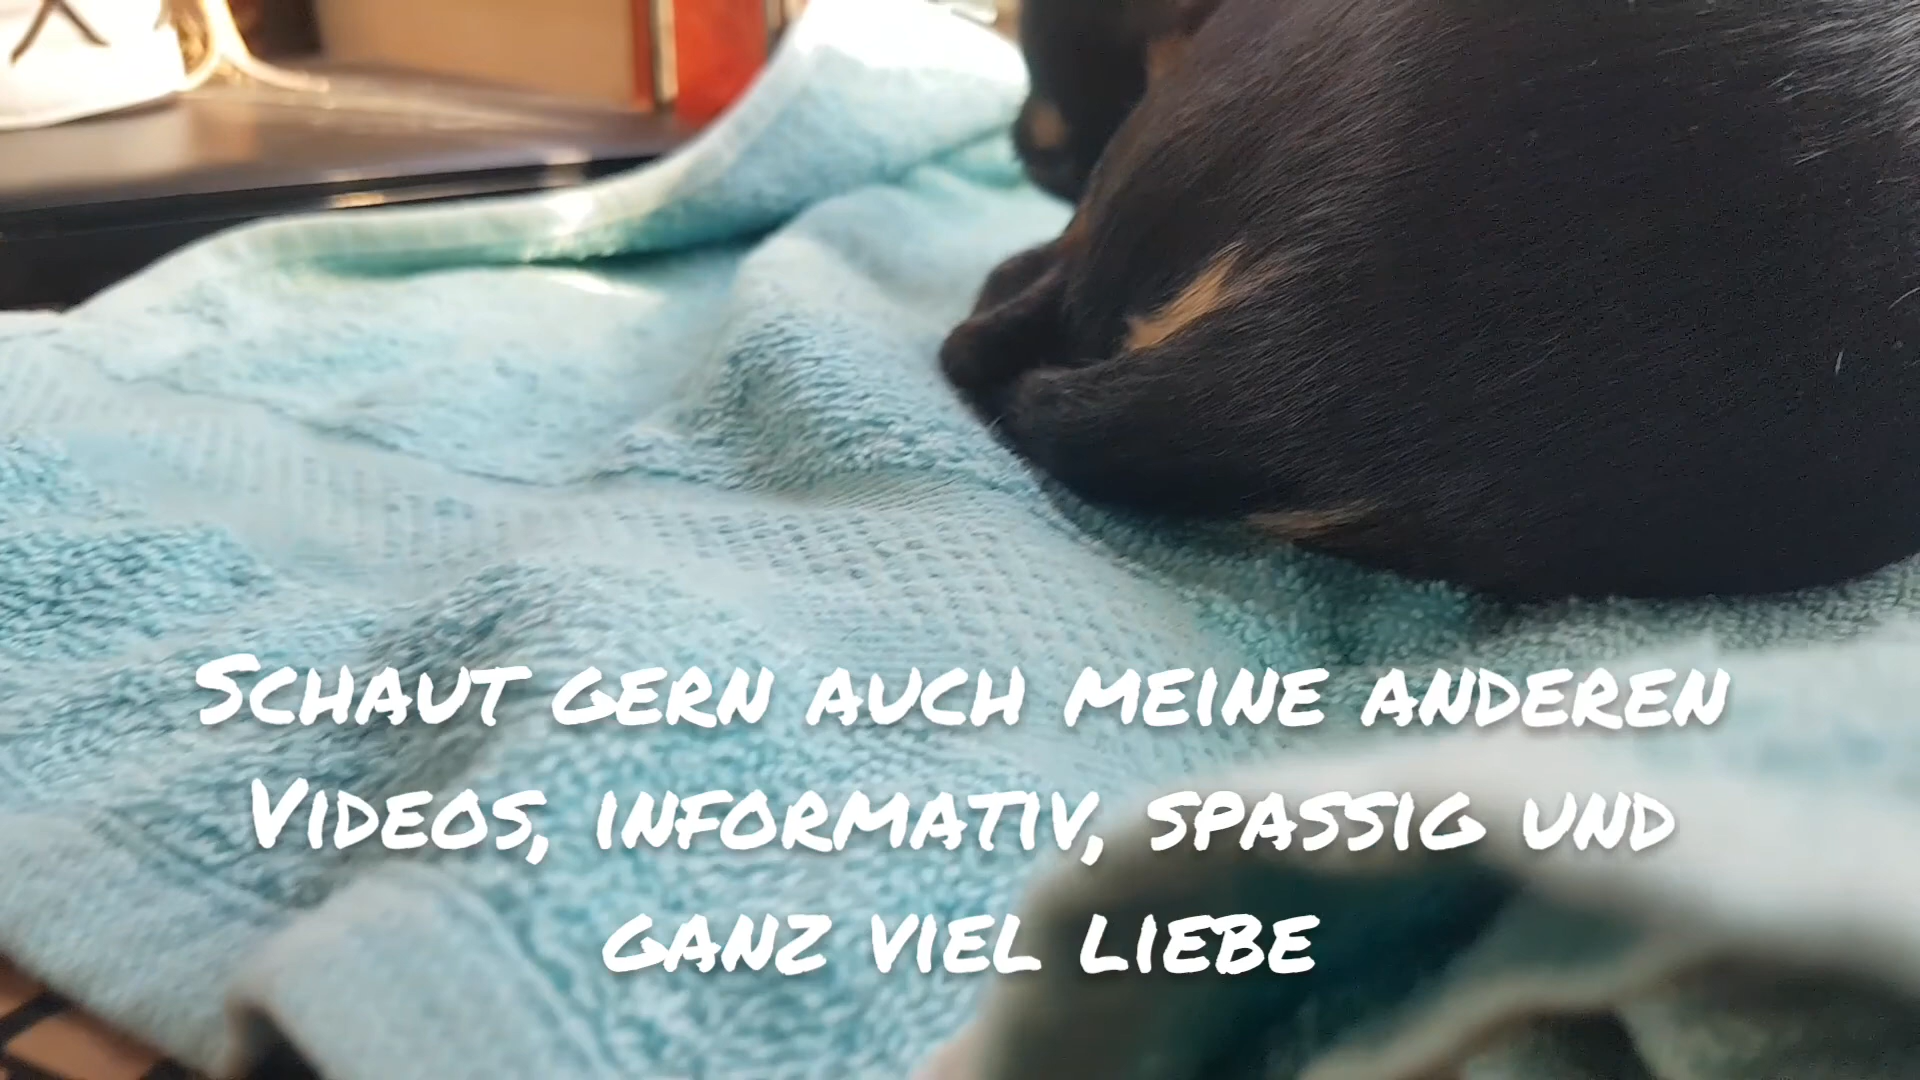 Schaut gern auch meine anderen
Videos, informativ, spassig und
ganz viel liebe